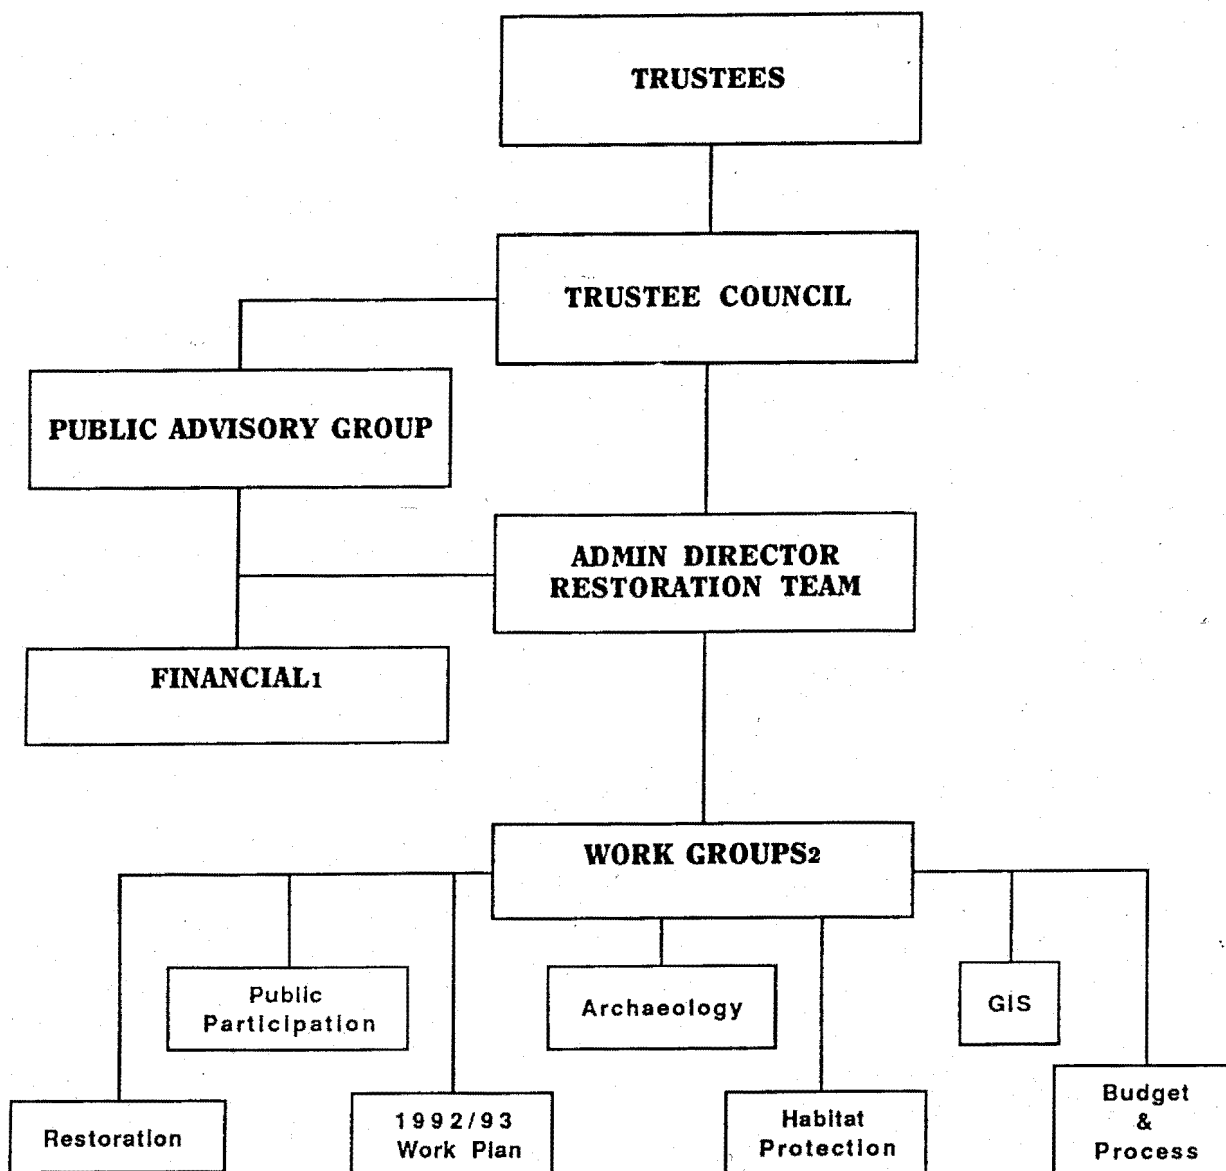 TRUSTEES
TRUSTEE COUNCIL
PUBLIC ADVISORY GROUP
ADMIN DIRECTOR
RESTORATION TEAM
FINANCIAL1
WORK GROUPS2
Public
Participation
Archaeology
GIS
Restoration
1992/93
Work Plan
Habitat
Protection
Budget
&
Process